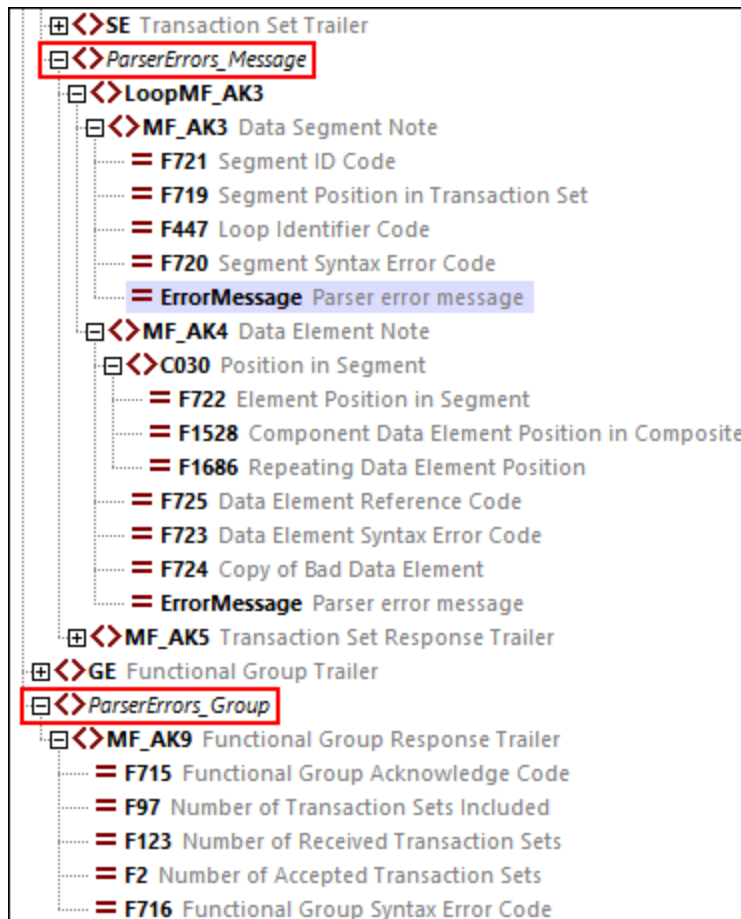 SE Transaction Set Trailer
ParserErrors_Message
LoopMF_AK3
MF_AK3 Data Segment Note
F721 Segment ID Code
F719 Segment Position in Transaction Set
F447 Loop Identifier Code
F720 Segment Syntax Error Code
ErrorMessage Parser error message
MF_AK4 Data Element Note
C030 Position in Segment
F722 Element Position in Segment
F1528 Component Data Element Position in Composite
F1686 Repeating Data Element Position
F725 Data Element Reference Code
F723 Data Element Syntax Error Code
F724 Copy of Bad Data Element
ErrorMessage Parser error message
MF_AK5 Transaction Set Response Trailer
GE Functional Group Trailer
ParserErrors_Group
MF_AK9 Functional Group Response Trailer
F715 Functional Group Acknowledge Code
F97 Number of Transaction Sets Included
F123 Number of Received Transaction Sets
F2 Number of Accepted Transaction Sets
F716 Functional Group Syntax Error Code